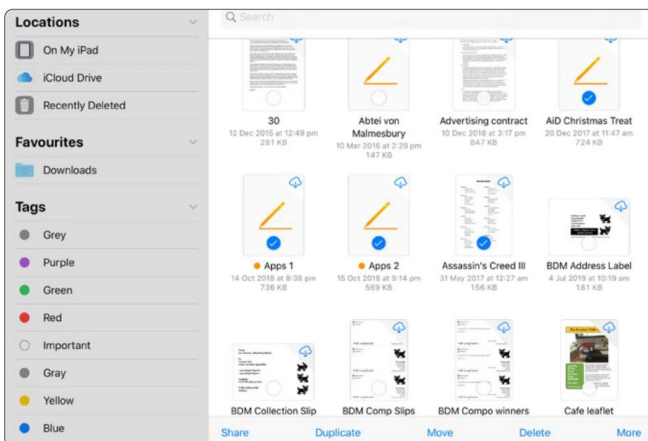 Locations
On My iPad
iCloud Drive
Recently Deleted
Favourites
Downloads
Tags
Grey
Purple
Green
Red
Important
Gray
Yellow
Blue
Search
30
12 Dec 2015 at 12:49 pm
281 KB
Abtei von
Malmesbury
10 Mar 2016 at 2:29 pm
147 KB
Advertising contract
10 Dec 2018 at 3:17 pm
847 KB
AiD Christmas Treat
20 Dec 2017 at 11:47 am
724 KB
Apps 1
14 Oct 2018 at 8:38 pm
736 KB
Apps 2
15 Oct 2018 at 9:14 pm
569 KB
Assassin's Creed III
31 May 2017 at 12:27 am
156 KB
BDM Address Label
4 Jul 2019 at 10:19 am
181 KB
BDM Collection Slip
BDM Comp Slips
BDM Compo winners
Cafe leaflet
Share
Duplicate
Move
Delete
More